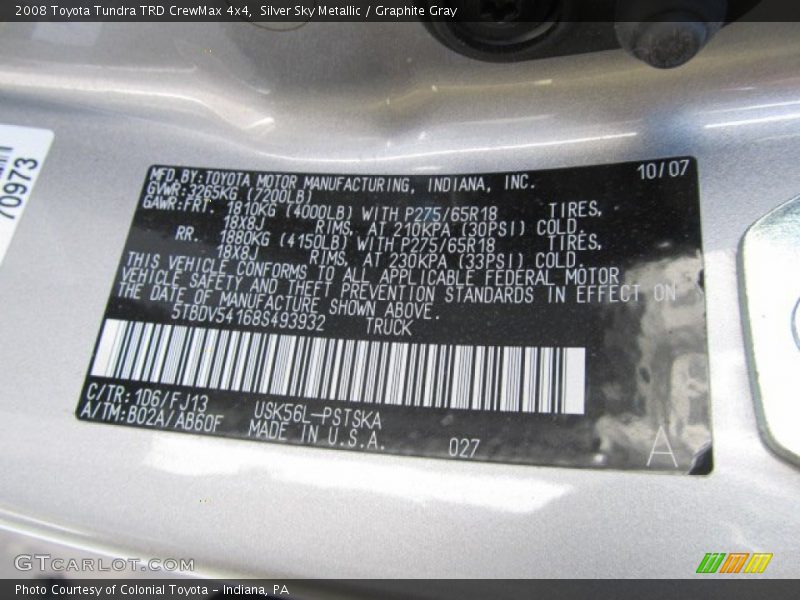 2008 Toyota Tundra TRD CrewMax 4x4, Silver Sky Metallic / Graphite Gray
70973
MFD BY: TOYOTA MOTOR MANUFACTURING, INDIANA, INC. 10/07
GVWR: 3265KG (7200LB)
GAWR: FRT. 1810KG (4000LB) WITH P275/65R18 TIRES,
18X8J RIMS, AT 210KPA (30PSI) COLD.
RR. 1880KG (4150LB) WITH P275/65R18 TIRES,
18X8J RIMS, AT 230KPA (33PSI) COLD.
THIS VEHICLE CONFORMS TO ALL APPLICABLE FEDERAL MOTOR
VEHICLE SAFETY AND THEFT PREVENTION STANDARDS IN EFFECT ON
THE DATE OF MANUFACTURE SHOWN ABOVE.
5TBDV54168S493932 TRUCK
C/TR: 1D6/FJ13 USK56L-PSTSKA
A/TM: B02A/AB60F MADE IN U.S.A. 027 A
GTCARLOT.COM
Photo Courtesy of Colonial Toyota - Indiana, PA